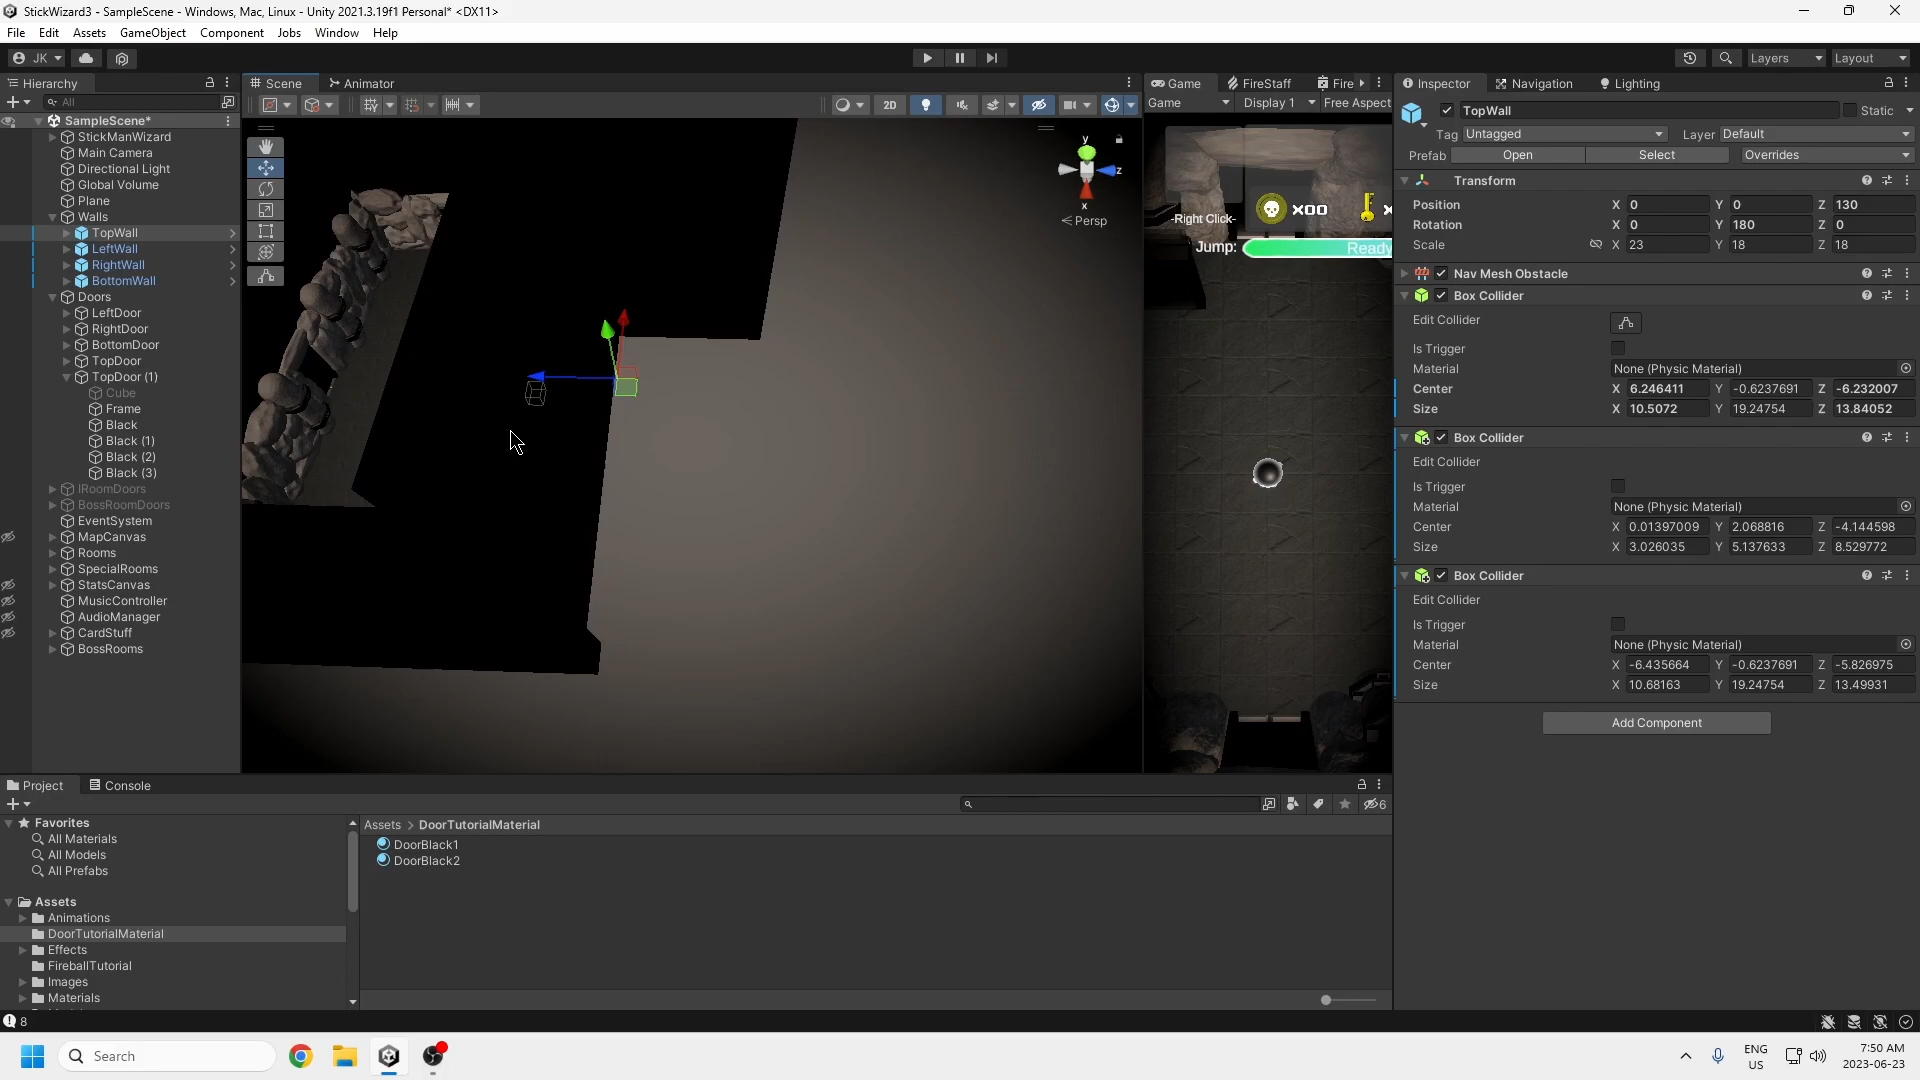 StickWizard3 - SampleScene - Windows, Mac, Linux - Unity 2021.3.19f1 Personal* <DX11>
File Edit Assets GameObject Component Jobs Window Help
JK Layers Layout
Hierarchy
All
SampleScene*
StickManWizard
Main Camera
Directional Light
Global Volume
Plane
Walls
TopWall
LeftWall
RightWall
BottomWall
Doors
LeftDoor
RightDoor
BottomDoor
TopDoor
TopDoor (1)
Cube
Frame
Black
Black (1)
Black (2)
Black (3)
IRoomDoors
BossRoomDoors
EventSystem
MapCanvas
Rooms
SpecialRooms
StatsCanvas
MusicController
AudioManager
CardStuff
BossRooms
Scene Animator
2D
y
z
x
Persp
Game FireStaff Fire
Game Display 1 Free Aspect
-Right Click-
x00 x
Jump: Ready
Inspector Navigation Lighting
TopWall Static
Tag Untagged Layer Default
Prefab Open Select Overrides
Transform
Position X 0 Y 0 Z 130
Rotation X 0 Y 180 Z 0
Scale X 23 Y 18 Z 18
Nav Mesh Obstacle
Box Collider
Edit Collider
Is Trigger
Material None (Physic Material)
Center X 6.246411 Y -0.6237691 Z -6.232007
Size X 10.5072 Y 19.24754 Z 13.84052
Box Collider
Edit Collider
Is Trigger
Material None (Physic Material)
Center X 0.01397009 Y 2.068816 Z -4.144598
Size X 3.026035 Y 5.137633 Z 8.529772
Box Collider
Edit Collider
Is Trigger
Material None (Physic Material)
Center X -6.435664 Y -0.6237691 Z -5.826975
Size X 10.68163 Y 19.24754 Z 13.49931
Add Component
Project Console
6
Favorites
All Materials
All Models
All Prefabs
Assets
Animations
DoorTutorialMaterial
Effects
FireballTutorial
Images
Materials
Assets > DoorTutorialMaterial
DoorBlack1
DoorBlack2
8
Search
ENG
US
7:50 AM
2023-06-23